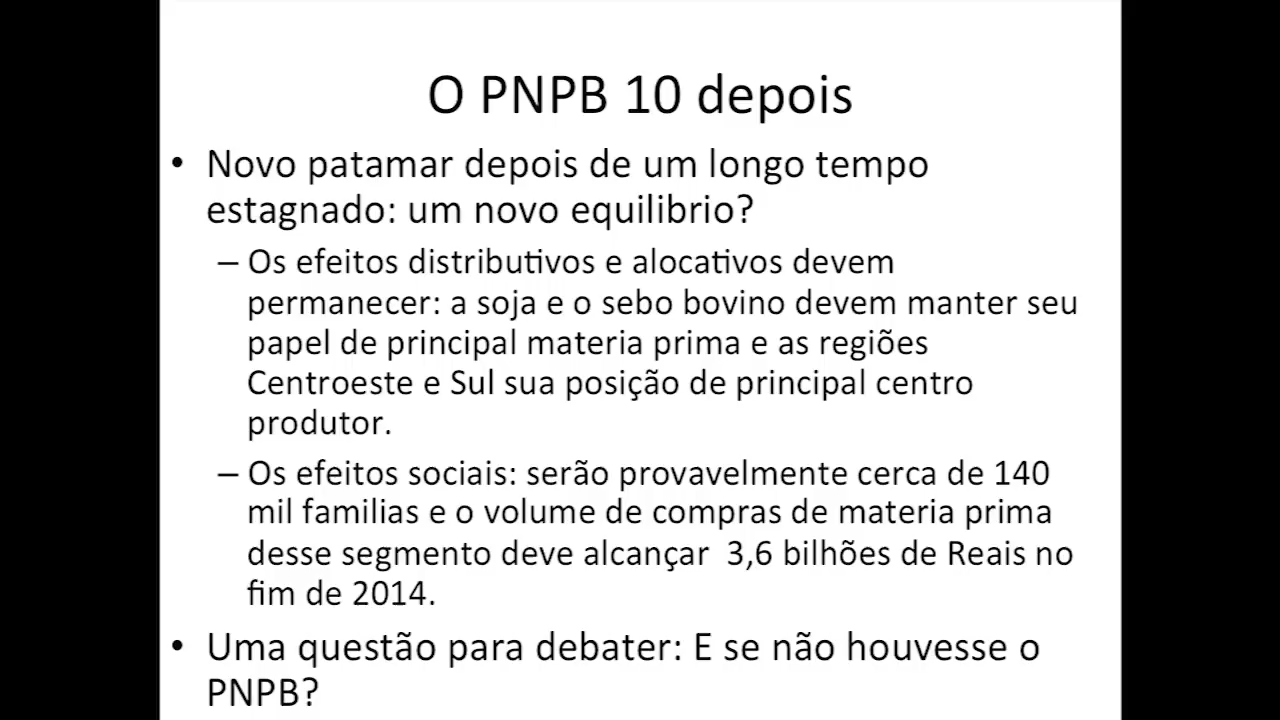 O PNPB 10 depois
• Novo patamar depois de um longo tempo
estagnado: um novo equilibrio?
– Os efeitos distributivos e alocativos devem
permanecer: a soja e o sebo bovino devem manter seu
papel de principal materia prima e as regiões
Centroeste e Sul sua posição de principal centro
produtor.
– Os efeitos sociais: serão provavelmente cerca de 140
mil familias e o volume de compras de materia prima
desse segmento deve alcançar 3,6 bilhões de Reais no
fim de 2014.
• Uma questão para debater: E se não houvesse o
PNPB?